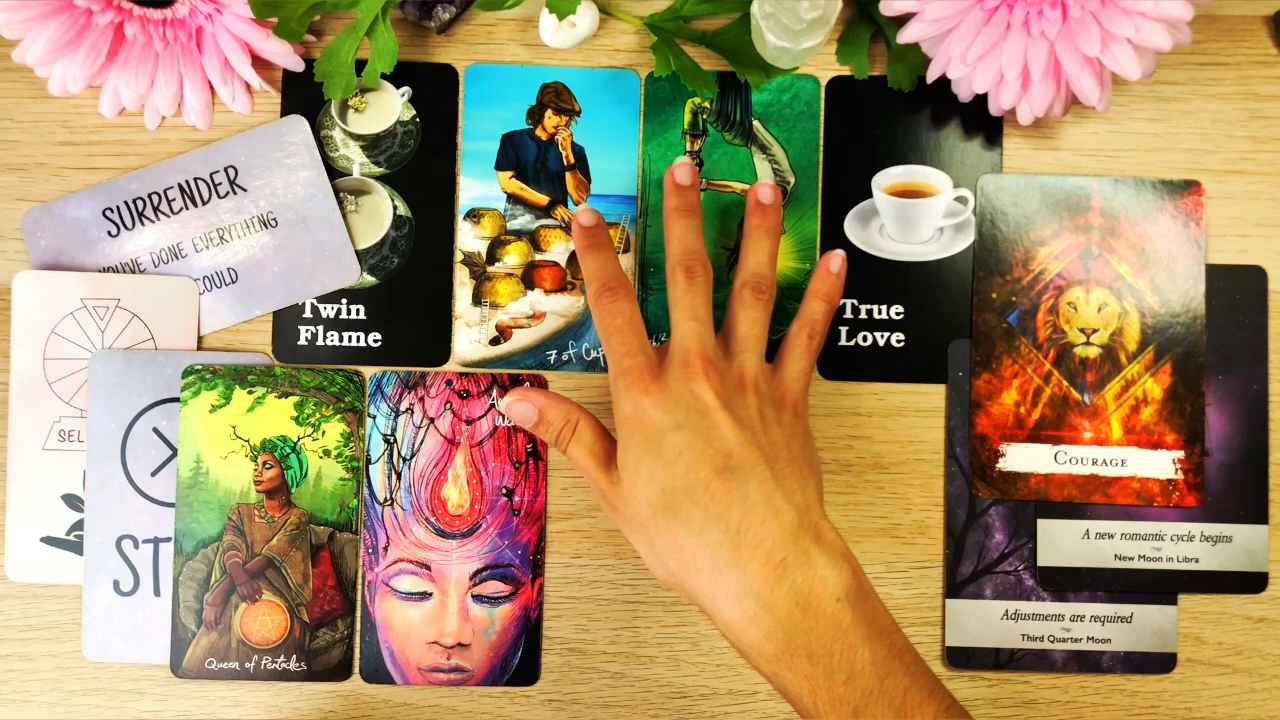 SURRENDER
YOU'VE DONE EVERYTHING
COULD
Twin
Flame
7 of Cup
True
Love
SEL
ST
Queen of Pentacles
COURAGE
A new romantic cycle begins
New Moon in Libra
Adjustments are required
Third Quarter Moon